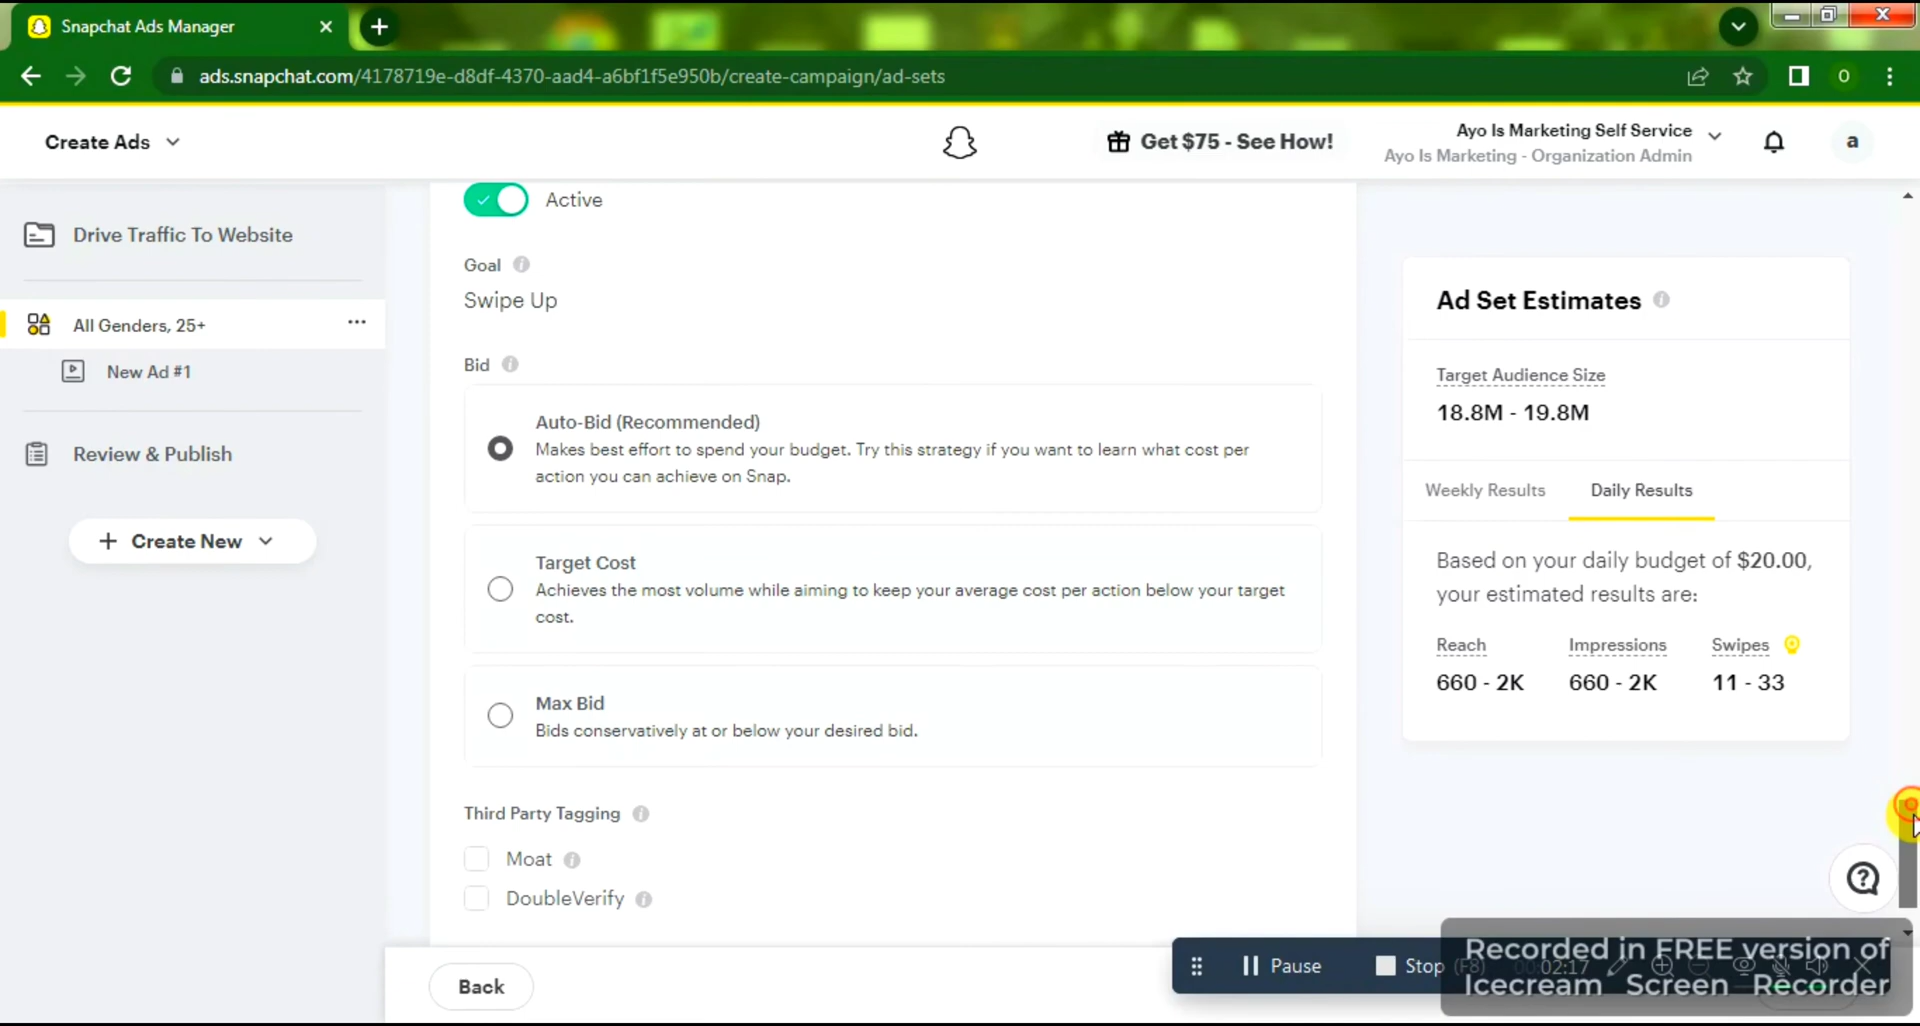 Snapchat Ads Manager
ads.snapchat.com/4178719e-d8df-4370-aad4-a6bf1f5e950b/create-campaign/ad-sets
O
Create Ads
Get $75 - See How!
Ayo Is Marketing Self Service
Ayo Is Marketing - Organization Admin
a
Drive Traffic To Website
All Genders, 25+
New Ad #1
Review & Publish
+ Create New
Active
Goal
Swipe Up
Bid
Auto-Bid (Recommended)
Makes best effort to spend your budget. Try this strategy if you want to learn what cost per
action you can achieve on Snap.
Target Cost
Achieves the most volume while aiming to keep your average cost per action below your target
cost.
Max Bid
Bids conservatively at or below your desired bid.
Third Party Tagging
Moat
DoubleVerify
Back
Ad Set Estimates
Target Audience Size
18.8M - 19.8M
Weekly Results Daily Results
Based on your daily budget of $20.00,
your estimated results are:
Reach Impressions Swipes
660 - 2K 660 - 2K 11 - 33
Pause Stop (F8) 00:02:17
Recorded in FREE version of
Icecream Screen Recorder